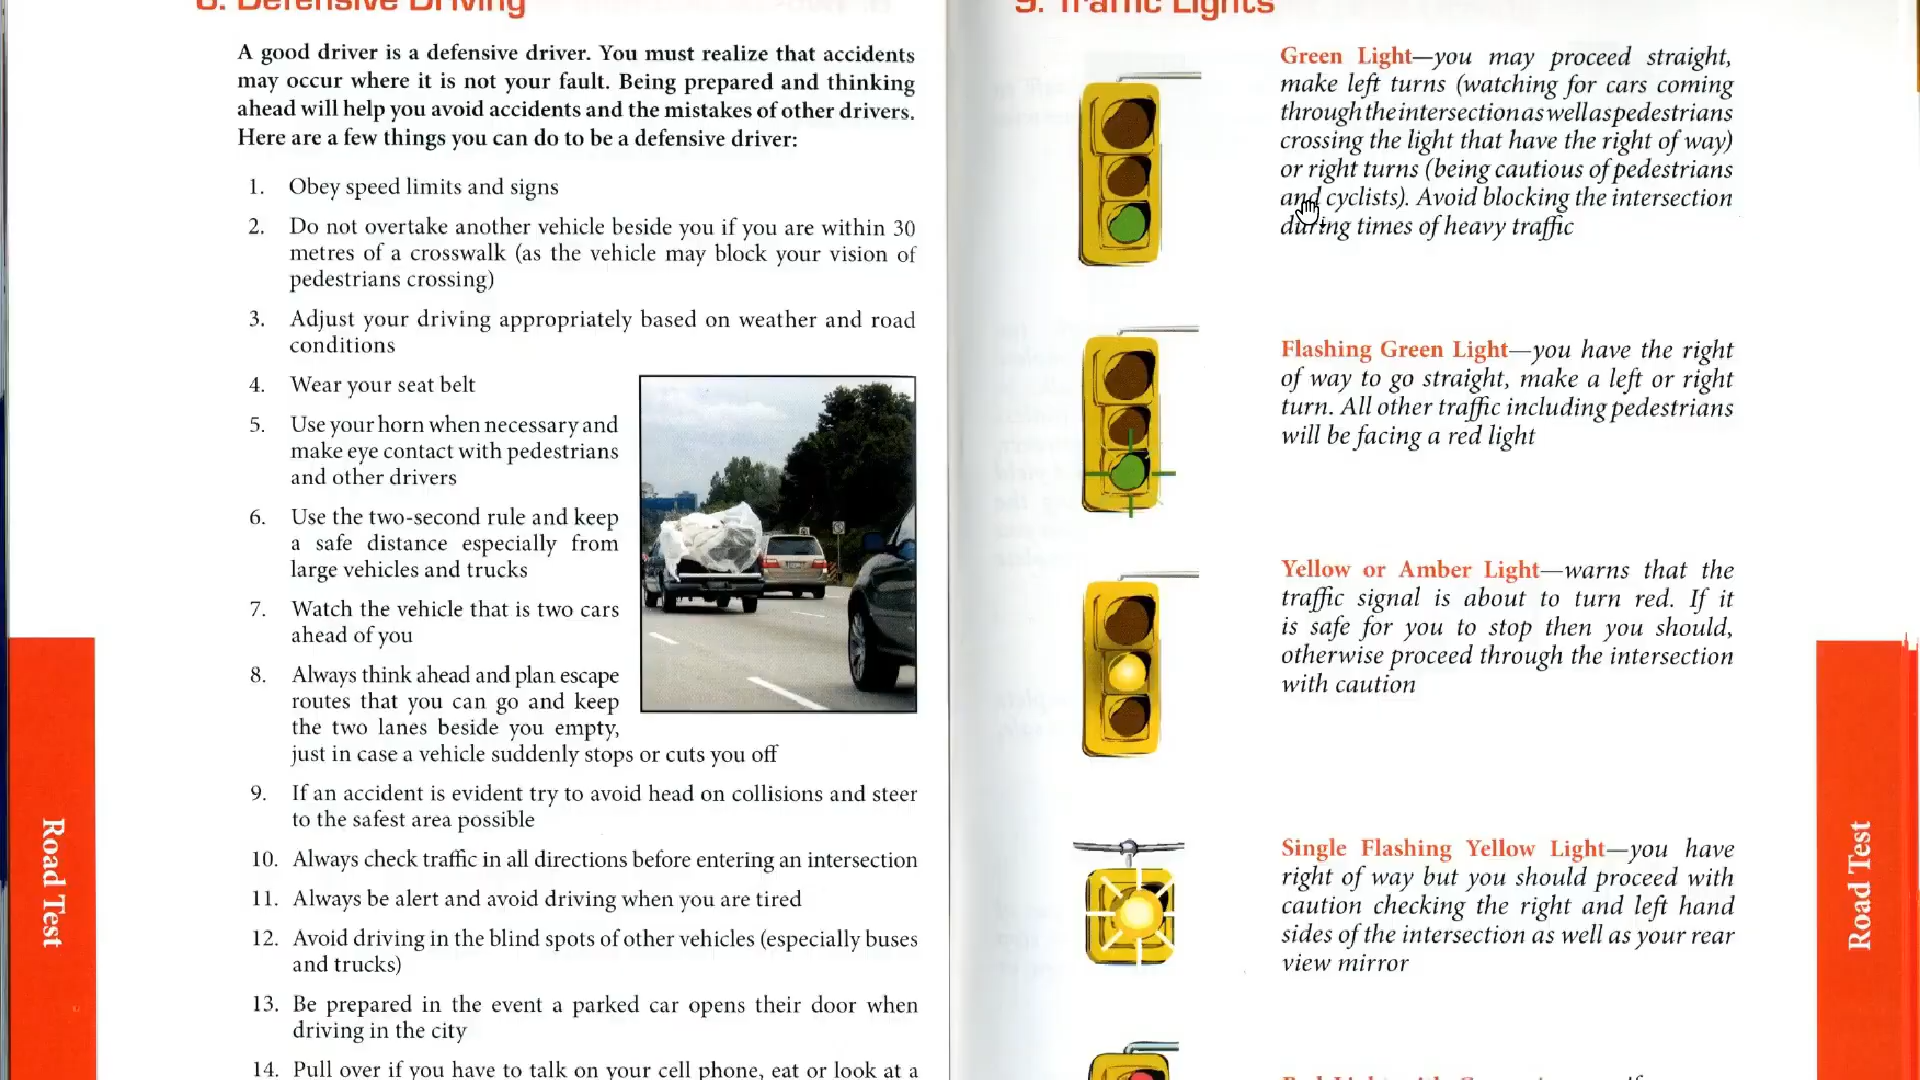 8. Defensive Driving
A good driver is a defensive driver. You must realize that accidents
may occur where it is not your fault. Being prepared and thinking
ahead will help you avoid accidents and the mistakes of other drivers.
Here are a few things you can do to be a defensive driver:
1. Obey speed limits and signs
2. Do not overtake another vehicle beside you if you are within 30
metres of a crosswalk (as the vehicle may block your vision of
pedestrians crossing)
3. Adjust your driving appropriately based on weather and road
conditions
4. Wear your seat belt
5. Use your horn when necessary and
make eye contact with pedestrians
and other drivers
6. Use the two-second rule and keep
a safe distance especially from
large vehicles and trucks
7. Watch the vehicle that is two cars
ahead of you
8. Always think ahead and plan escape
routes that you can go and keep
the two lanes beside you empty,
just in case a vehicle suddenly stops or cuts you off
9. If an accident is evident try to avoid head on collisions and steer
to the safest area possible
10. Always check traffic in all directions before entering an intersection
11. Always be alert and avoid driving when you are tired
12. Avoid driving in the blind spots of other vehicles (especially buses
and trucks)
13. Be prepared in the event a parked car opens their door when
driving in the city
14. Pull over if you have to talk on your cell phone, eat or look at a
Road Test
9. Traffic Lights
Green Light—you may proceed straight,
make left turns (watching for cars coming
through the intersection as well as pedestrians
crossing the light that have the right of way)
or right turns (being cautious of pedestrians
and cyclists). Avoid blocking the intersection
during times of heavy traffic
Flashing Green Light—you have the right
of way to go straight, make a left or right
turn. All other traffic including pedestrians
will be facing a red light
Yellow or Amber Light—warns that the
traffic signal is about to turn red. If it
is safe for you to stop then you should,
otherwise proceed through the intersection
with caution
Single Flashing Yellow Light—you have
right of way but you should proceed with
caution checking the right and left hand
sides of the intersection as well as your rear
view mirror
Road Test